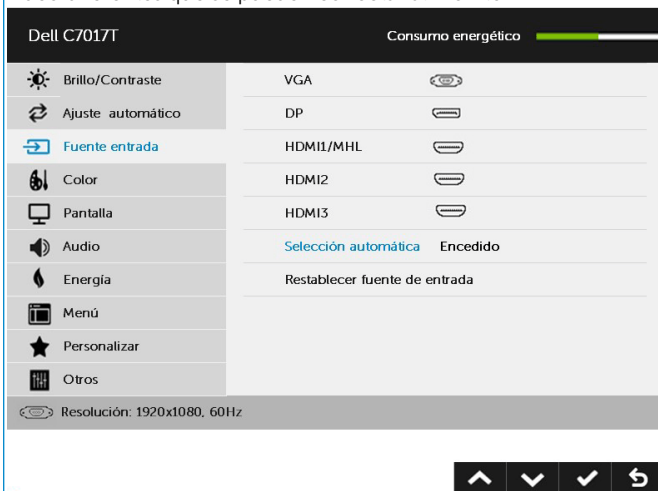 Dell C7017T Consumo energético
Brillo/Contraste VGA
Ajuste automático DP
Fuente entrada HDMI1/MHL
Color HDMI2
Pantalla HDMI3
Audio Selección automática Encedido
Energía Restablecer fuente de entrada
Menú
Personalizar
Otros
Resolución: 1920x1080, 60Hz